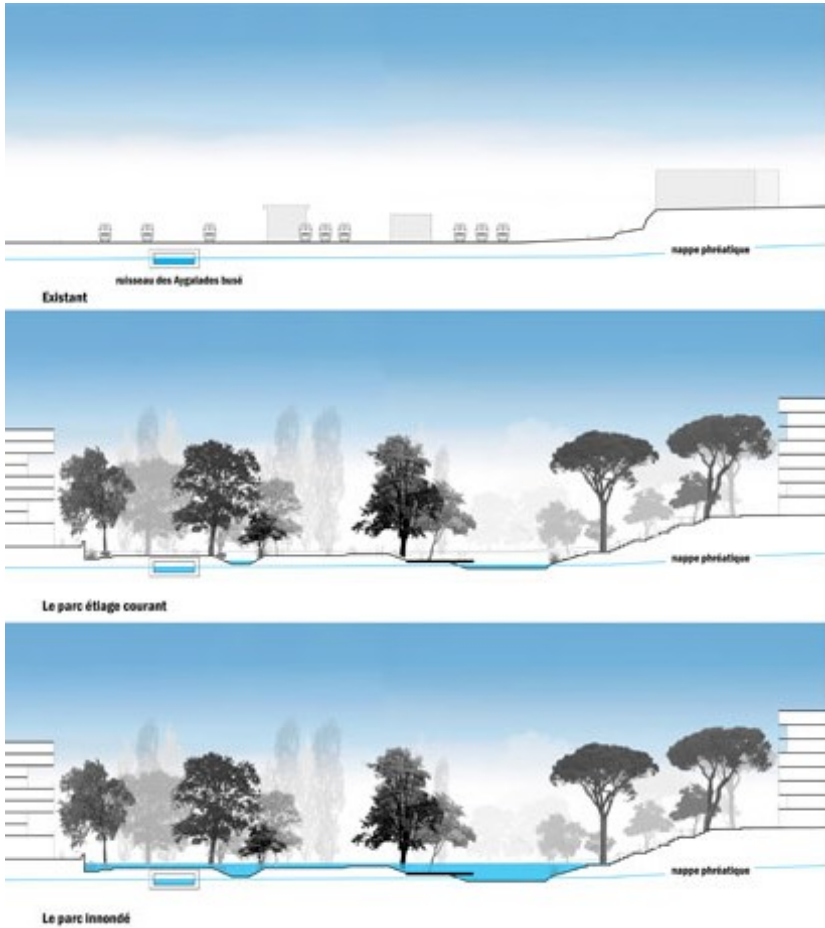 nappe phréatique
ruisseau des Aygalades busé
Existant
nappe phréatique
Le parc étiage courant
nappe phréatique
Le parc innondé